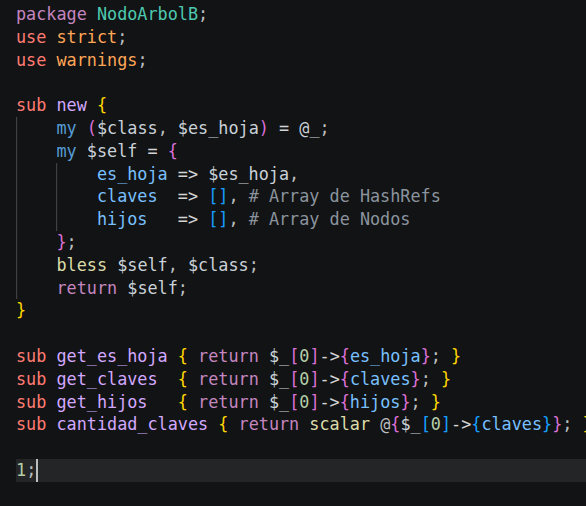 package NodoArbolB;
use strict;
use warnings;

sub new {
    my ($class, $es_hoja) = @_;
    my $self = {
        es_hoja => $es_hoja,
        claves  => [], # Array de HashRefs
        hijos   => [], # Array de Nodos
    };
    bless $self, $class;
    return $self;
}

sub get_es_hoja { return $_[0]->{es_hoja}; }
sub get_claves  { return $_[0]->{claves}; }
sub get_hijos   { return $_[0]->{hijos}; }
sub cantidad_claves { return scalar @{$_[0]->{claves}}; }

1;